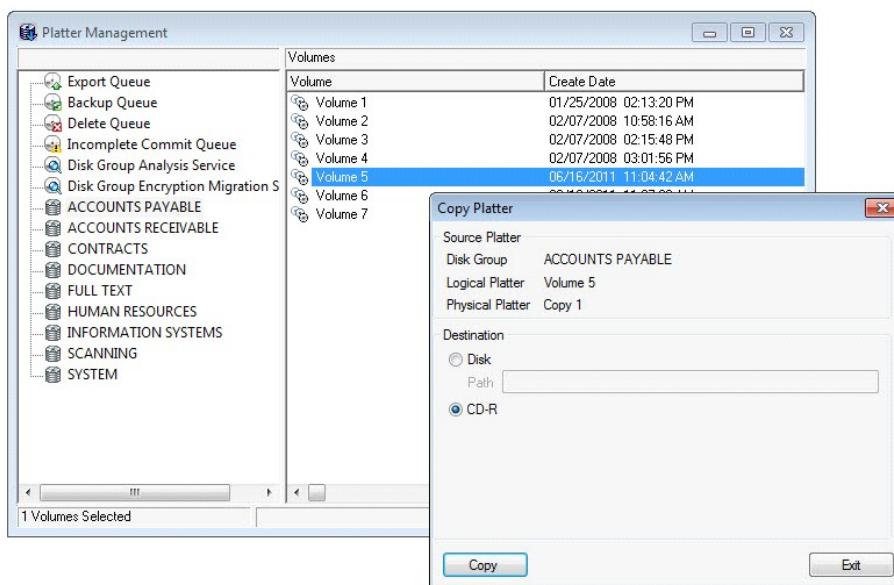 Platter Management
Volumes
Export Queue
Backup Queue
Delete Queue
Incomplete Commit Queue
Disk Group Analysis Service
Disk Group Encryption Migration S
ACCOUNTS PAYABLE
ACCOUNTS RECEIVABLE
CONTRACTS
DOCUMENTATION
FULL TEXT
HUMAN RESOURCES
INFORMATION SYSTEMS
SCANNING
SYSTEM
Volume Create Date
Volume 1 01/25/2008 02:13:20 PM
Volume 2 02/07/2008 10:58:16 AM
Volume 3 02/07/2008 02:15:48 PM
Volume 4 02/07/2008 03:01:56 PM
Volume 5 06/16/2011 11:04:42 AM
Volume 6
Volume 7
1 Volumes Selected
Copy Platter
Source Platter
Disk Group ACCOUNTS PAYABLE
Logical Platter Volume 5
Physical Platter Copy 1
Destination
Disk
Path
CD-R
Copy Exit